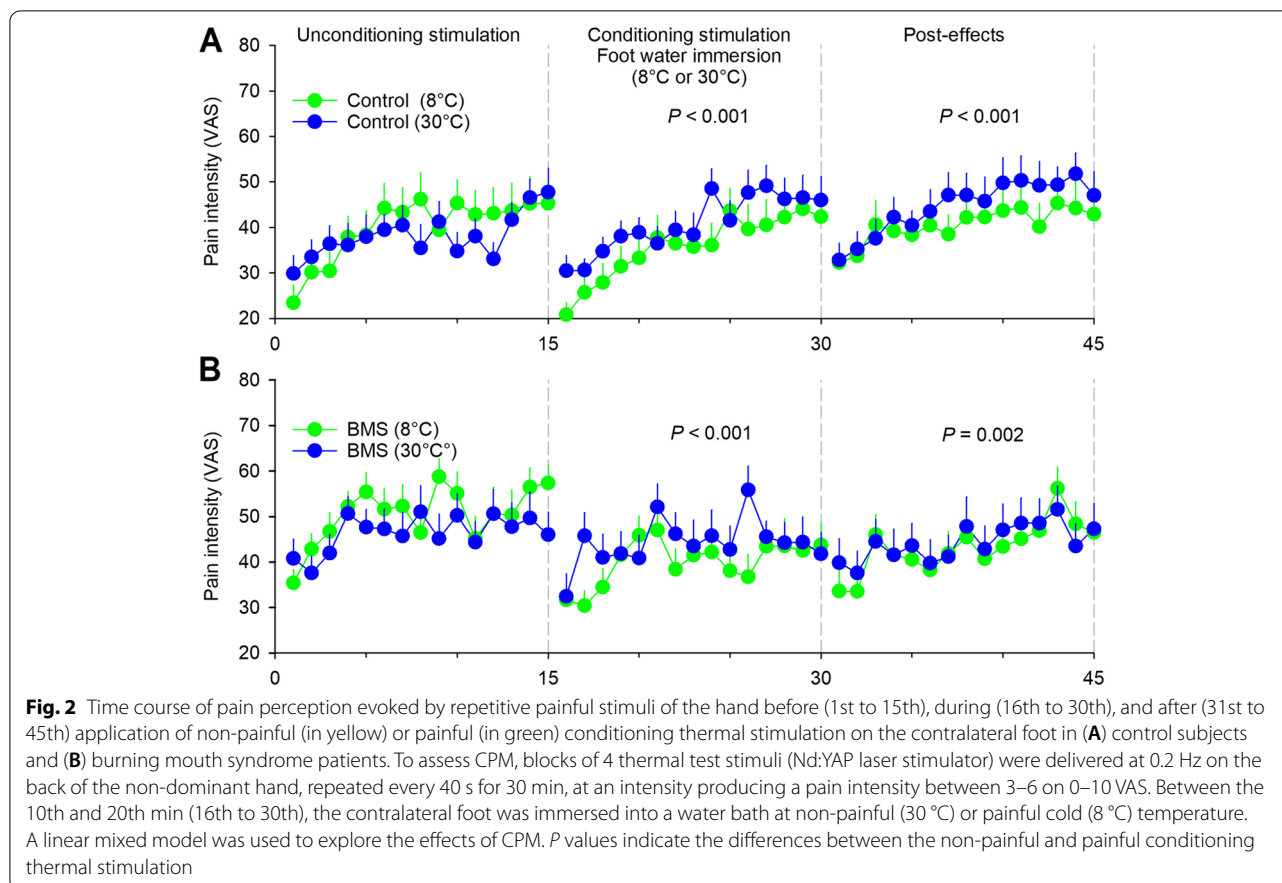 A
Unconditioning stimulation
Conditioning stimulation
Foot water immersion
(8°C or 30°C)
Post-effects
Pain intensity (VAS)
80
70
60
50
40
30
20
Control (8°C)
Control (30°C)
P < 0.001
P < 0.001
0
15
30
45
B
Pain intensity (VAS)
80
70
60
50
40
30
20
BMS (8°C)
BMS (30°C°)
P < 0.001
P = 0.002
0
15
30
45
Fig. 2 Time course of pain perception evoked by repetitive painful stimuli of the hand before (1st to 15th), during (16th to 30th), and after (31st to
45th) application of non-painful (in yellow) or painful (in green) conditioning thermal stimulation on the contralateral foot in (A) control subjects
and (B) burning mouth syndrome patients. To assess CPM, blocks of 4 thermal test stimuli (Nd:YAP laser stimulator) were delivered at 0.2 Hz on the
back of the non-dominant hand, repeated every 40 s for 30 min, at an intensity producing a pain intensity between 3–6 on 0–10 VAS. Between the
10th and 20th min (16th to 30th), the contralateral foot was immersed into a water bath at non-painful (30 °C) or painful cold (8 °C) temperature.
A linear mixed model was used to explore the effects of CPM. P values indicate the differences between the non-painful and painful conditioning
thermal stimulation